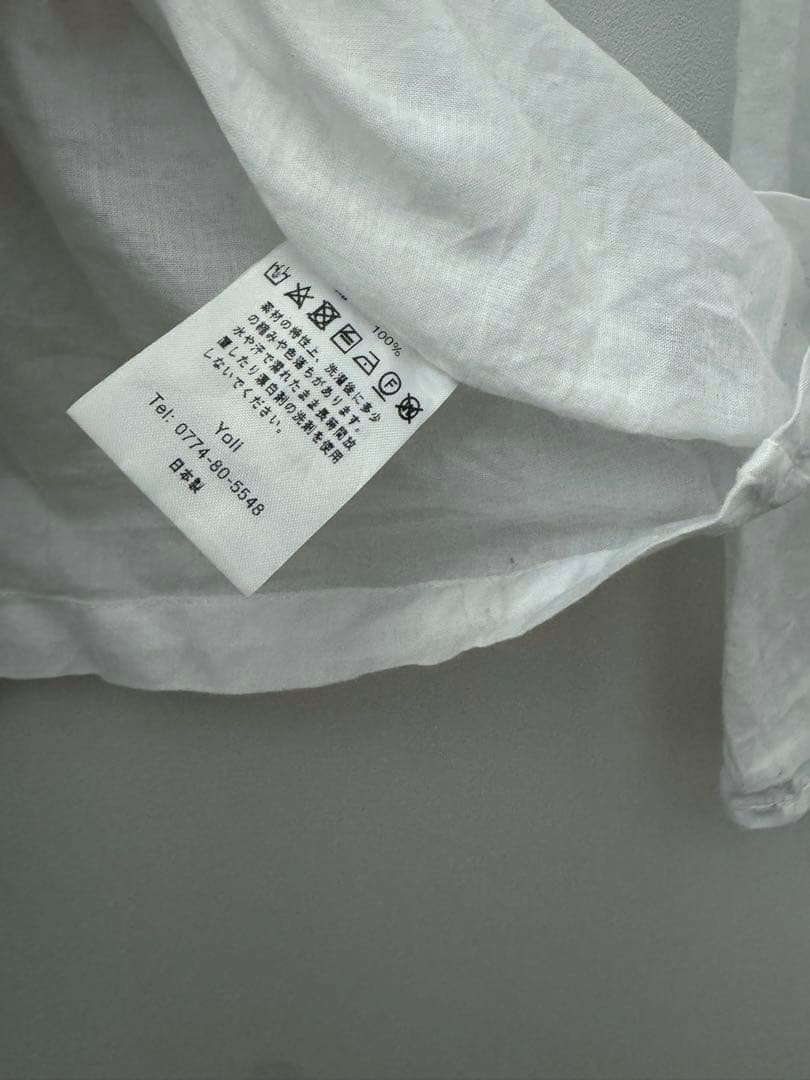 100%
素材の特性上、洗濯後に多少
の縮みや色落ちがあります。
水や汗で濡れたまま長時間放
置したり漂白剤の洗剤を使用
しないでください。
Yall
Tel: 0774-80-5548
日本製